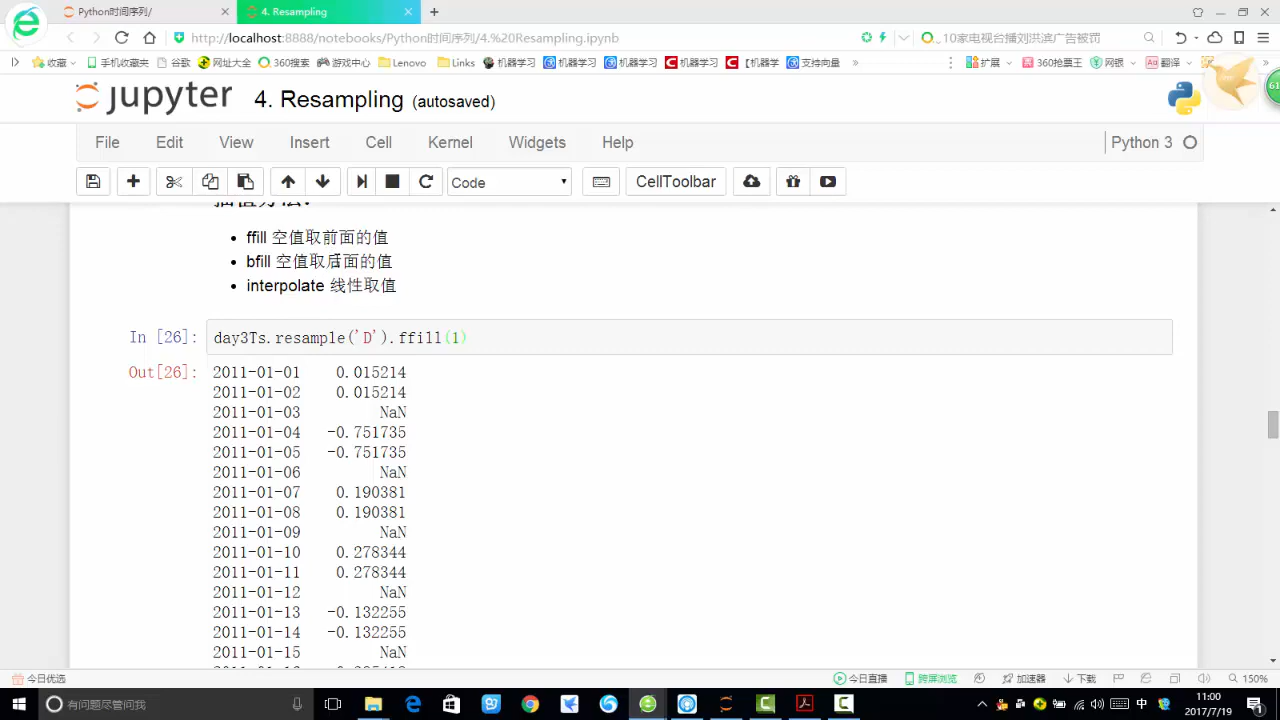 Python时间序列/
4. Resampling
http://localhost:8888/notebooks/Python时间序列/4.%20Resampling.ipynb
10家电视台播刘洪滨广告被罚
收藏
手机收藏夹
谷歌
网址大全
360搜索
游戏中心
Lenovo
Links
机器学习
机器学习
机器学习
机器学习
【机器学
支持向量
扩展
360抢票王
网银
翻译
61
jupyter 4. Resampling (autosaved)
File Edit View Insert Cell Kernel Widgets Help
Python 3
Code
CellToolbar
插值方法:
ffill 空值取前面的值
bfill 空值取后面的值
interpolate 线性取值
In [26]: day3Ts.resample('D').ffill(1)
Out[26]: 2011-01-01 0.015214
2011-01-02 0.015214
2011-01-03 NaN
2011-01-04 -0.751735
2011-01-05 -0.751735
2011-01-06 NaN
2011-01-07 0.190381
2011-01-08 0.190381
2011-01-09 NaN
2011-01-10 0.278344
2011-01-11 0.278344
2011-01-12 NaN
2011-01-13 -0.132255
2011-01-14 -0.132255
2011-01-15 NaN
今日优选
今日直播
跨屏浏览
加速器
下载
150%
有问题尽管问我
中
11:00
2017/7/19